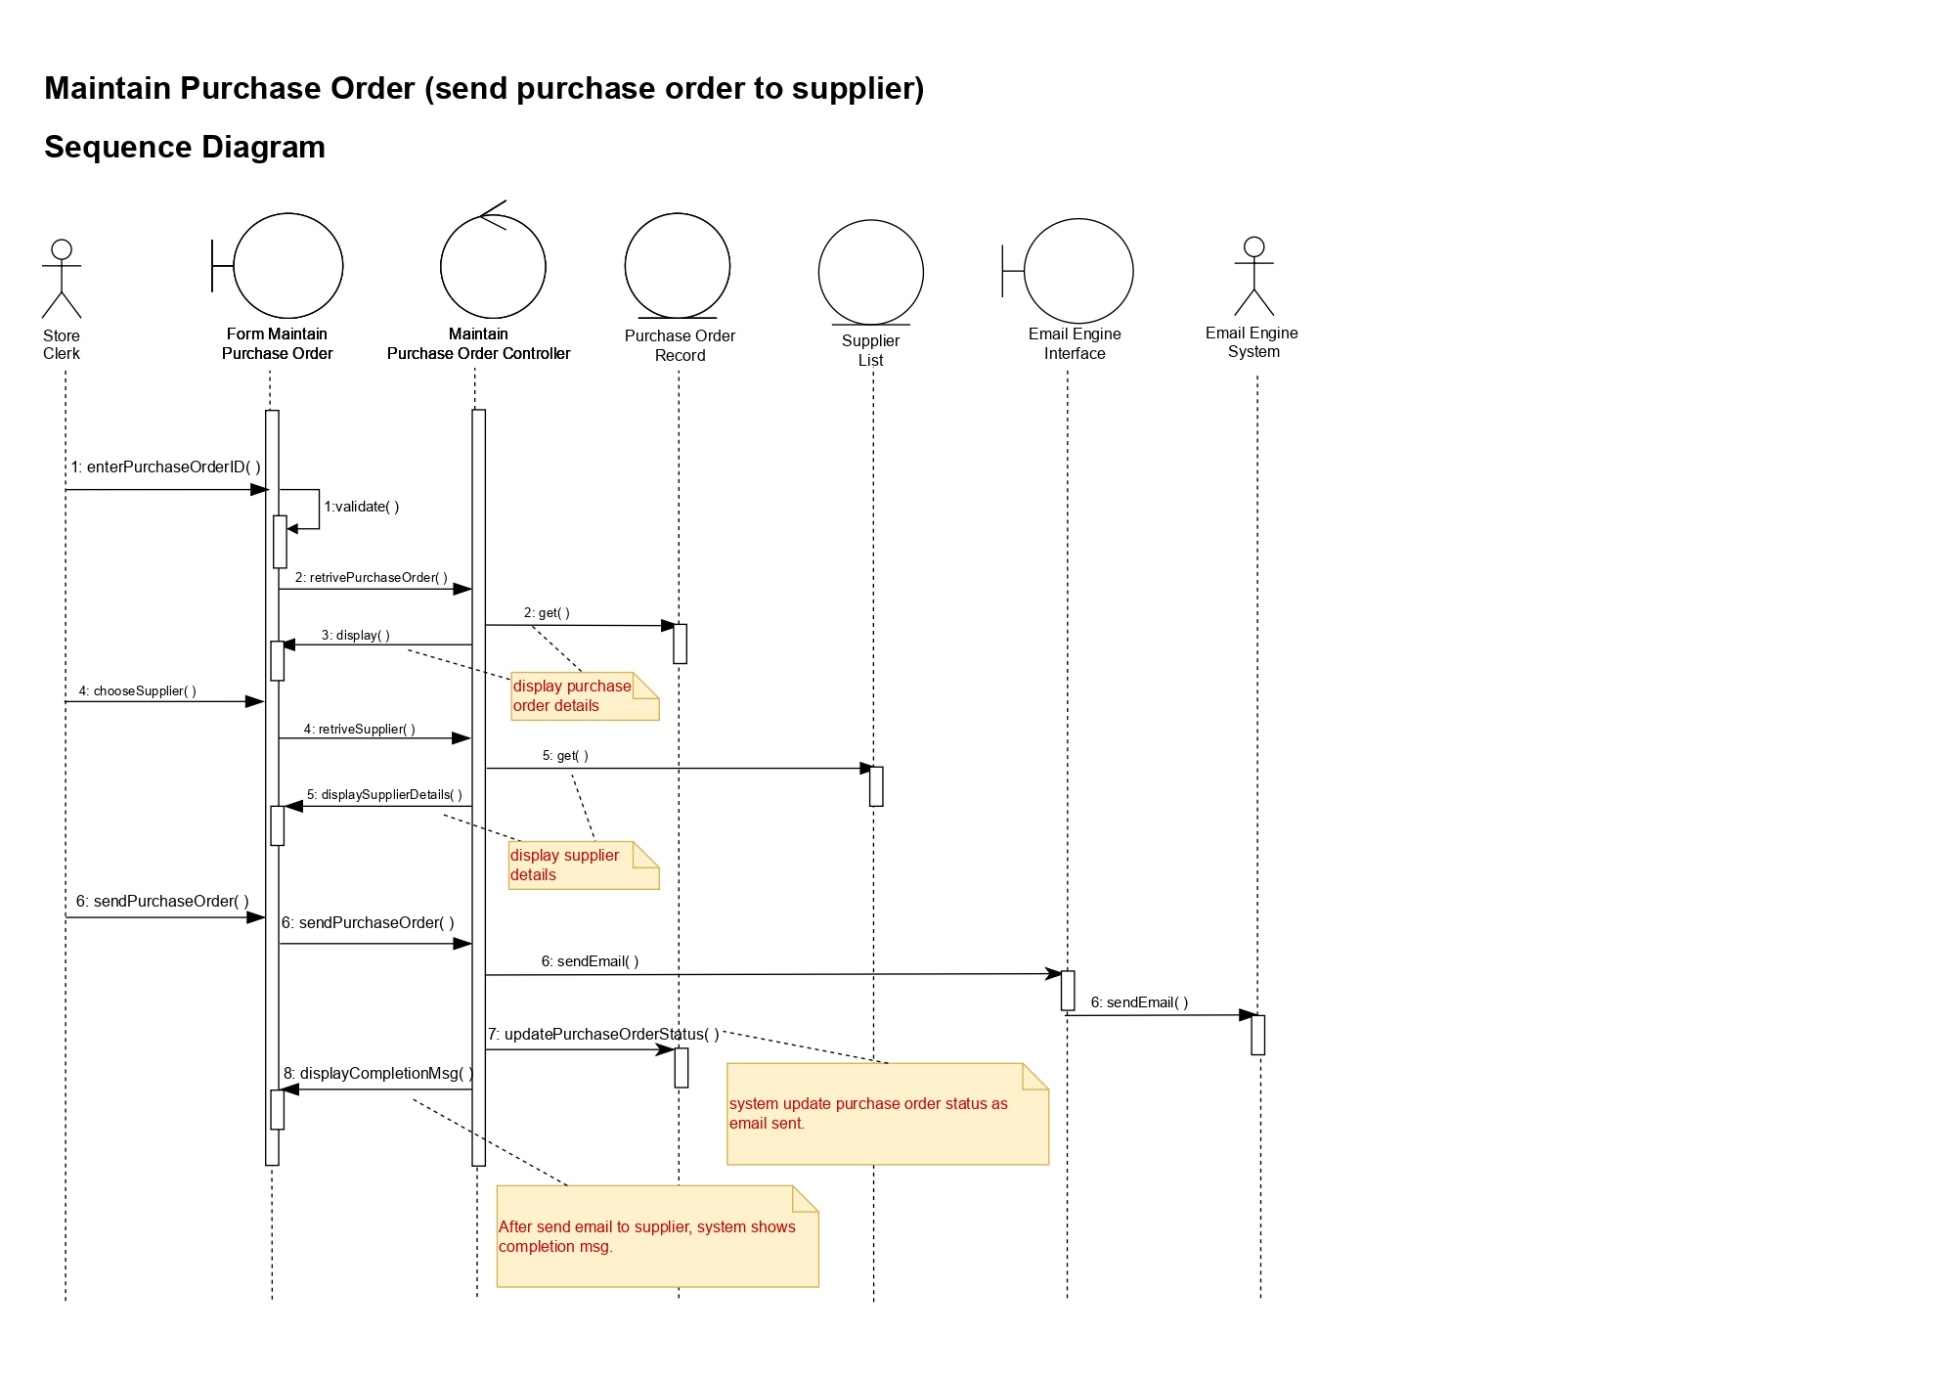 Maintain Purchase Order (send purchase order to supplier)
Sequence Diagram
Store
Clerk
Form Maintain
Purchase Order
Maintain
Purchase Order Controller
Purchase Order
Record
Supplier
List
Email Engine
Interface
Email Engine
System
1: enterPurchaseOrderID( )
1:validate( )
2: retrivePurchaseOrder( )
2: get( )
3: display( )
display purchase
order details
4: chooseSupplier( )
4: retriveSupplier( )
5: get( )
5: displaySupplierDetails( )
display supplier
details
6: sendPurchaseOrder( )
6: sendPurchaseOrder( )
6: sendEmail( )
6: sendEmail( )
7: updatePurchaseOrderStatus( )
8: displayCompletionMsg( )
system update purchase order status as
email sent.
After send email to supplier, system shows
completion msg.